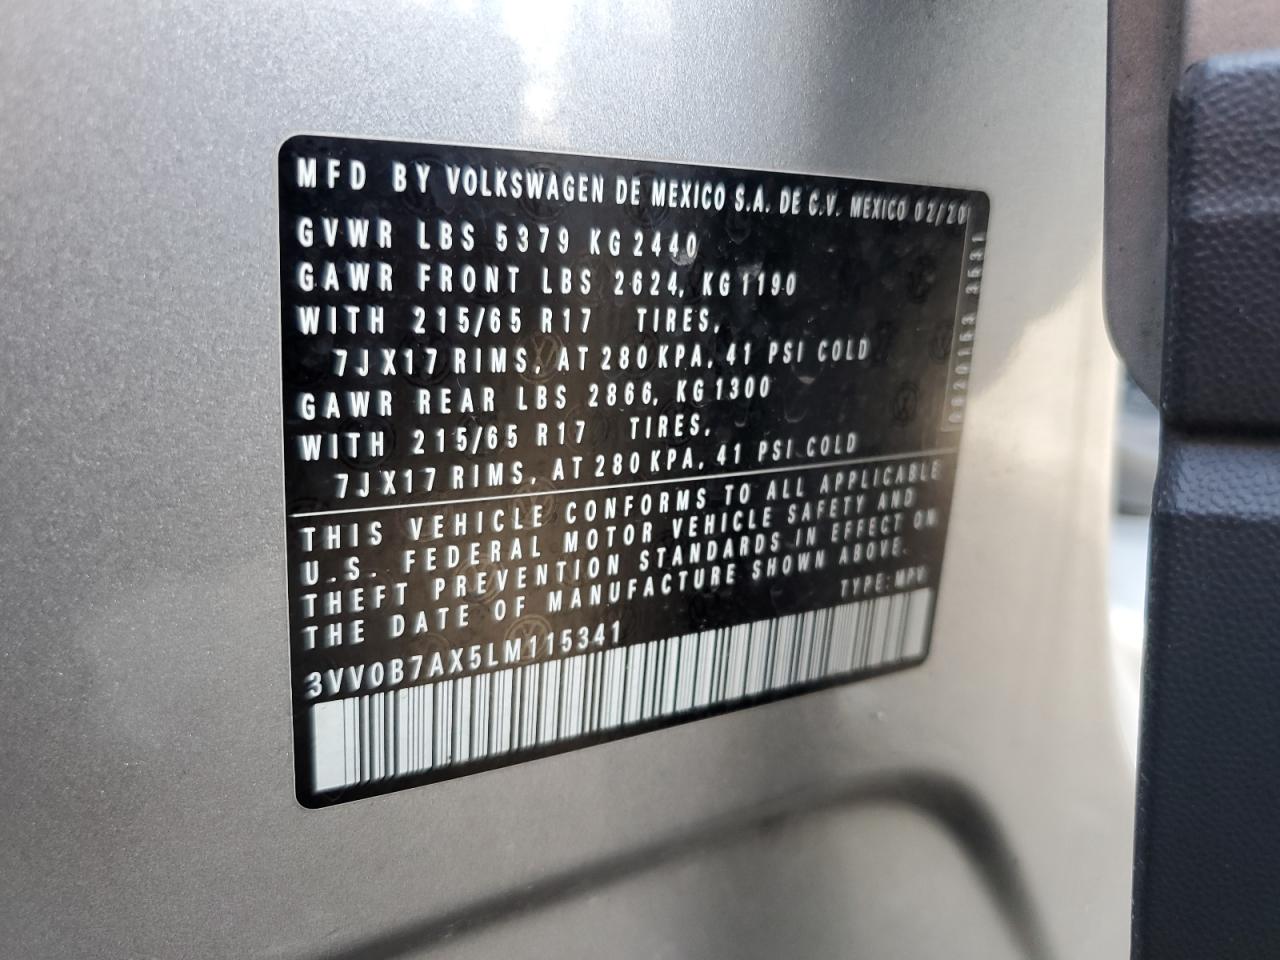 MFD BY VOLKSWAGEN DE MEXICO S.A. DE C.V. MEXICO 02/20
GVWR LBS 5379 KG 2440
GAWR FRONT LBS 2624, KG 1190
WITH 215/65 R17 TIRES,
7JX17 RIMS, AT 280 KPA, 41 PSI COLD
GAWR REAR LBS 2866, KG 1300
WITH 215/65 R17 TIRES,
7JX17 RIMS, AT 280 KPA, 41 PSI COLD
THIS VEHICLE CONFORMS TO ALL APPLICABLE
U.S. FEDERAL MOTOR VEHICLE SAFETY AND
THEFT PREVENTION STANDARDS IN EFFECT ON
THE DATE OF MANUFACTURE SHOWN ABOVE.
TYPE: MPV
3VV0B7AX5LM115341